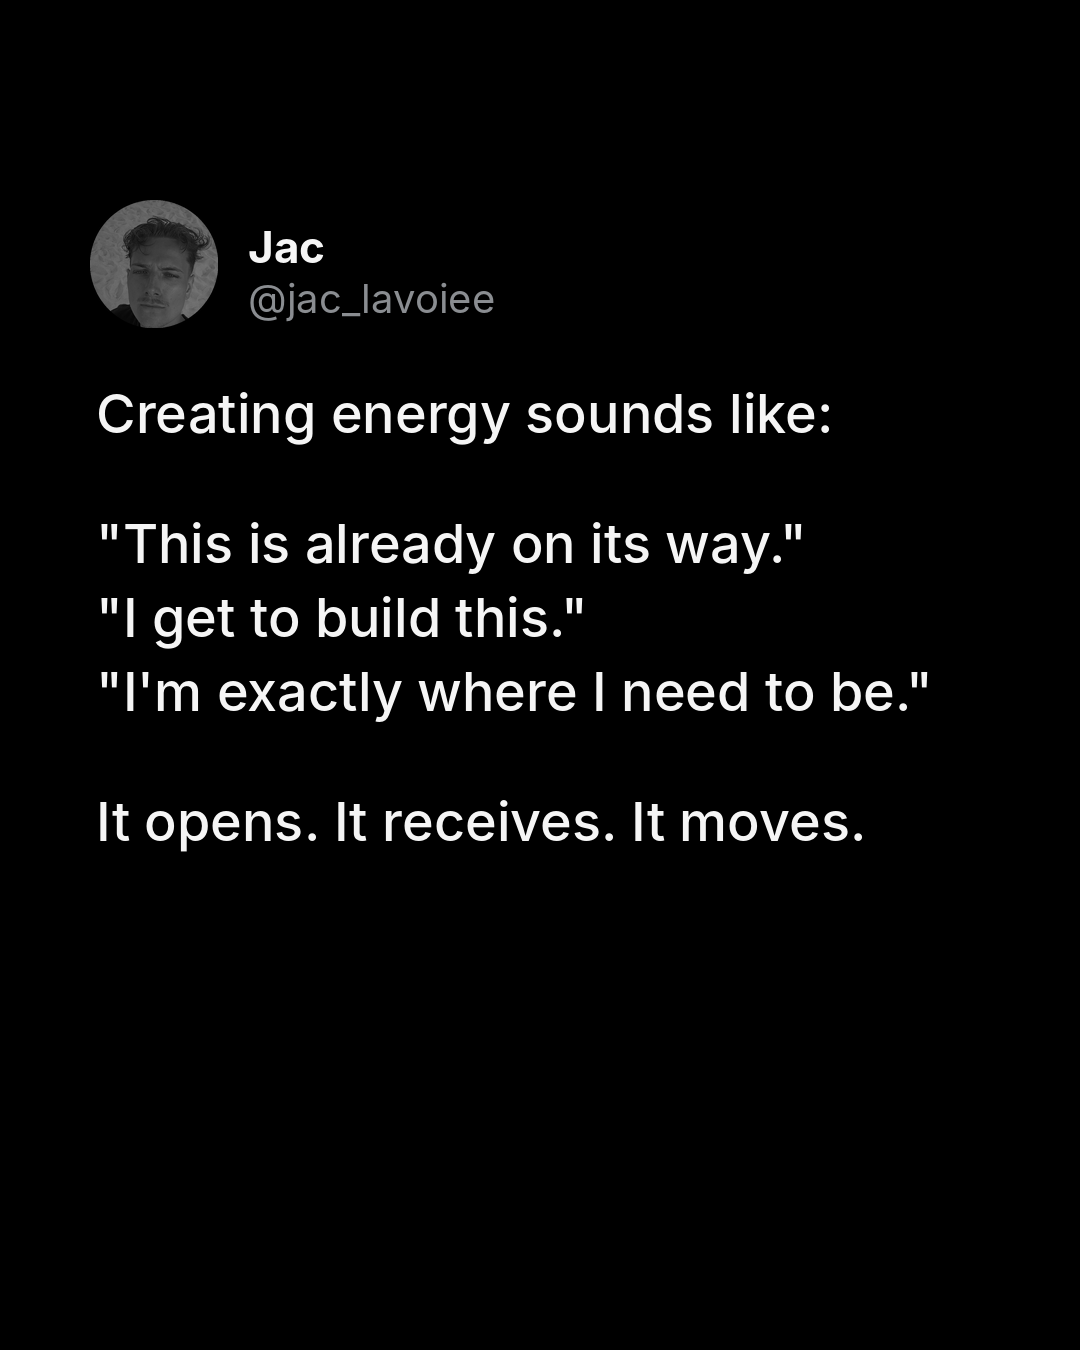 Jac
@jac_lavoiee
Creating energy sounds like:
"This is already on its way."
"I get to build this."
"I'm exactly where I need to be."
It opens. It receives. It moves.